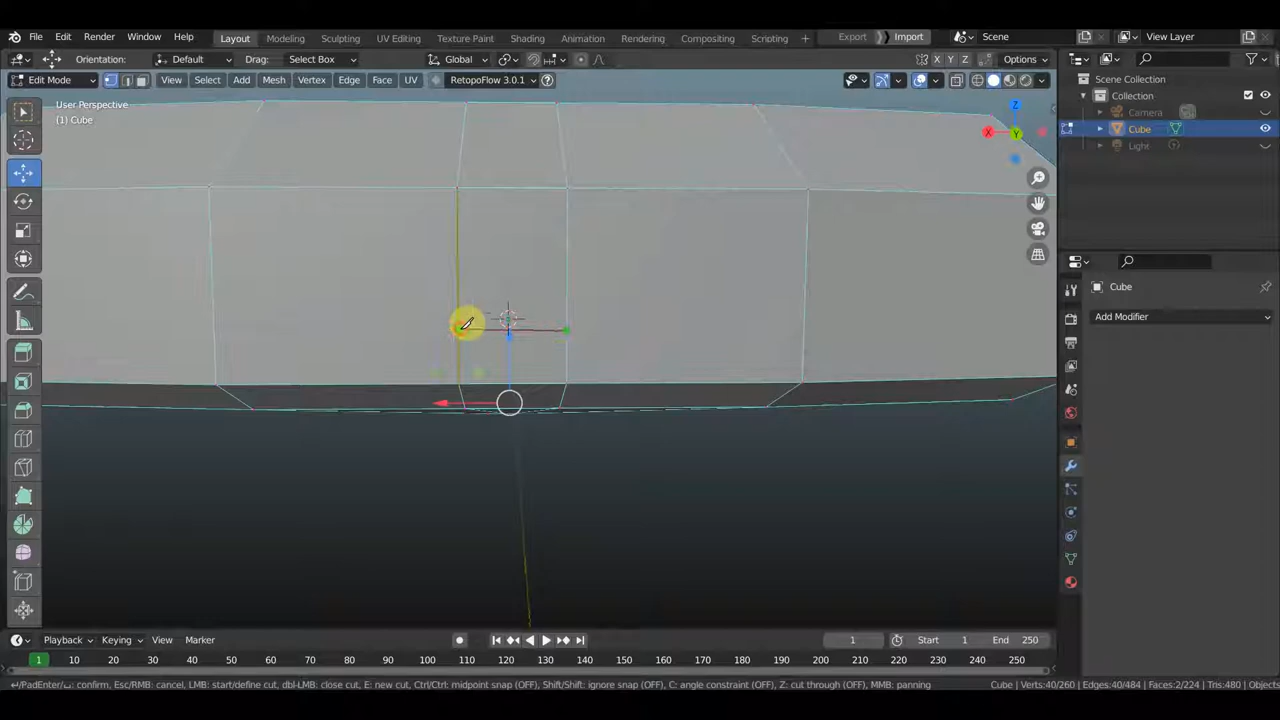 File Edit Render Window Help Layout Modeling Sculpting UV Editing Texture Paint Shading Animation Rendering Compositing Scripting + Export Import Scene View Layer
Orientation: Default Drag: Select Box Global X Y Z Options
Edit Mode View Select Add Mesh Vertex Edge Face UV RetopoFlow 3.0.1
User Perspective
(1) Cube
Z
X
Y
Scene Collection
Collection
Camera
Cube
Light
Cube
Add Modifier
Playback Keying View Marker 1 Start 1 End 250
1 10 20 30 40 50 60 70 80 90 100 110 120 130 140 150 160 170 180 190 200 210 220 230 240 250
/PadEnter/: confirm, Esc/RMB: cancel, LMB: start/define cut, dbl-LMB: close cut, E: new cut, Ctrl/Ctrl: midpoint snap (OFF), Shift/Shift: ignore snap (OFF), C: angle constraint (OFF), Z: cut through (OFF), MMB: panning
Cube | Verts:40/260 | Edges:40/484 | Faces:2/224 | Tris:480 | Objects